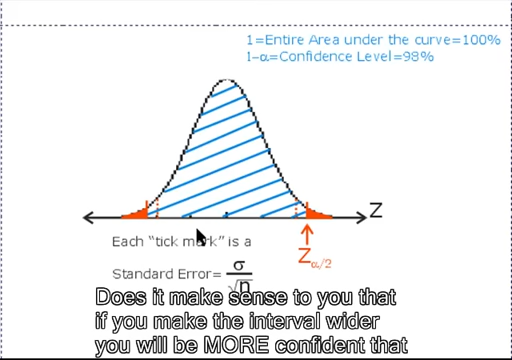 1=Entire Area under the curve=100%
1-α=Confidence Level=98%
Z
Each “tick mark” is a
Zα/2
Standard Error= σ/√n
Does it make sense to you that
if you make the interval wider
you will be MORE confident that